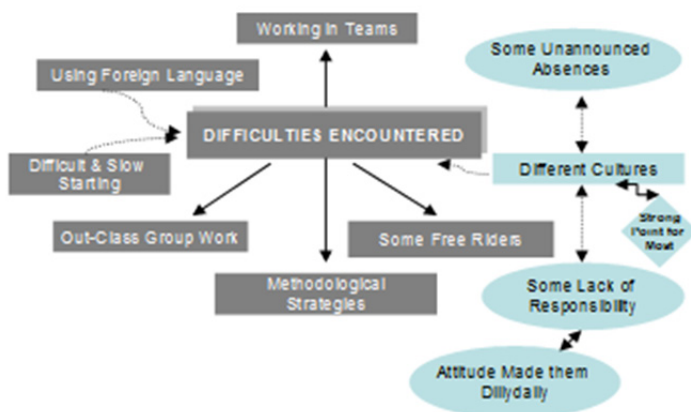 Working in Teams
Some Unannounced
Absences
Using Foreign Language
DIFFICULTIES ENCOUNTERED
Difficult & Slow
Starting
Different Cultures
Strong
Point for
Most
Out-Class Group Work
Some Free Riders
Methodological
Strategies
Some Lack of
Responsibility
Attitude Made them
Dillydally